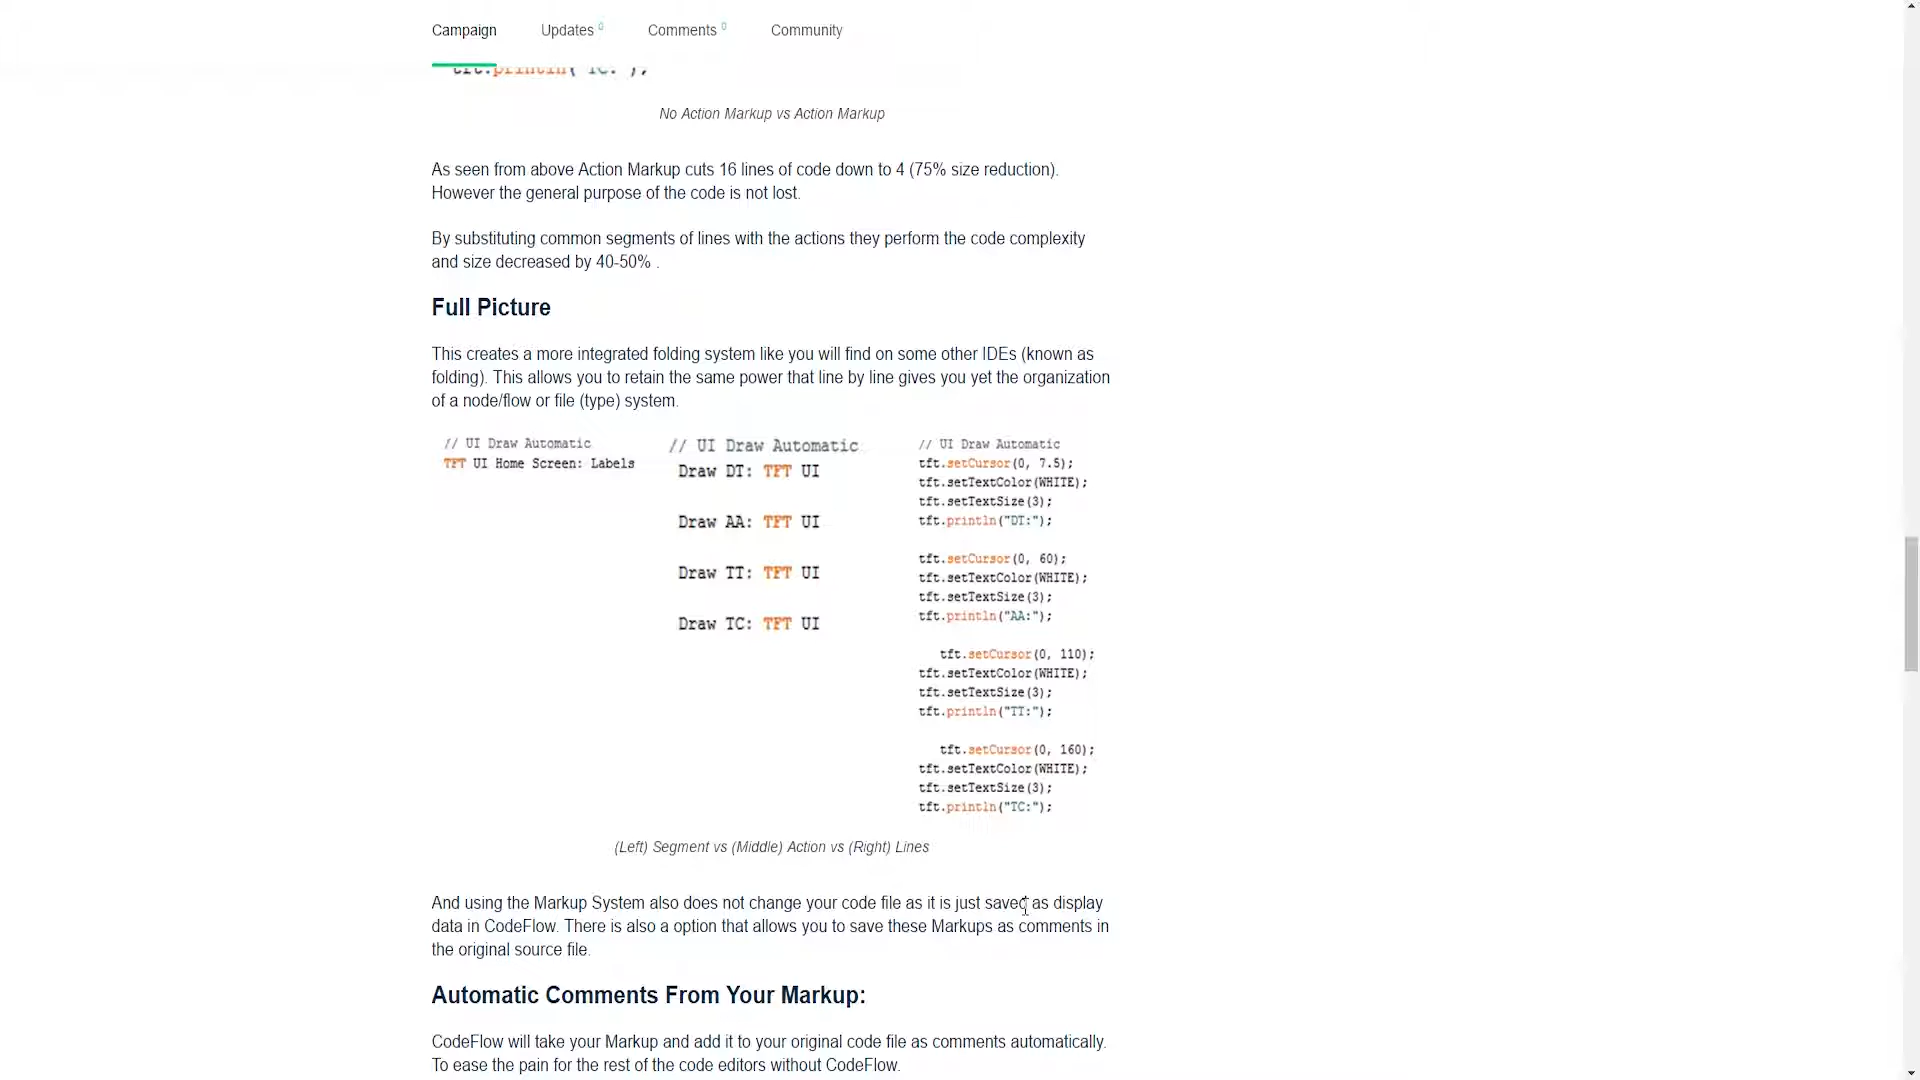 Campaign
Updates 0
Comments 0
Community
tft.println("TC:");
No Action Markup vs Action Markup
As seen from above Action Markup cuts 16 lines of code down to 4 (75% size reduction).
However the general purpose of the code is not lost.
By substituting common segments of lines with the actions they perform the code complexity
and size decreased by 40-50% .
Full Picture
This creates a more integrated folding system like you will find on some other IDEs (known as
folding). This allows you to retain the same power that line by line gives you yet the organization
of a node/flow or file (type) system.
// UI Draw Automatic
TFT UI Home Screen: Labels
// UI Draw Automatic
Draw DT: TFT UI
Draw AA: TFT UI
Draw TT: TFT UI
Draw TC: TFT UI
// UI Draw Automatic
tft.setCursor(0, 7.5);
tft.setTextColor(WHITE);
tft.setTextSize(3);
tft.println("DT:");
tft.setCursor(0, 60);
tft.setTextColor(WHITE);
tft.setTextSize(3);
tft.println("AA:");
tft.setCursor(0, 110);
tft.setTextColor(WHITE);
tft.setTextSize(3);
tft.println("TT:");
tft.setCursor(0, 160);
tft.setTextColor(WHITE);
tft.setTextSize(3);
tft.println("TC:");
(Left) Segment vs (Middle) Action vs (Right) Lines
And using the Markup System also does not change your code file as it is just saved as display
data in CodeFlow. There is also a option that allows you to save these Markups as comments in
the original source file.
Automatic Comments From Your Markup:
CodeFlow will take your Markup and add it to your original code file as comments automatically.
To ease the pain for the rest of the code editors without CodeFlow.